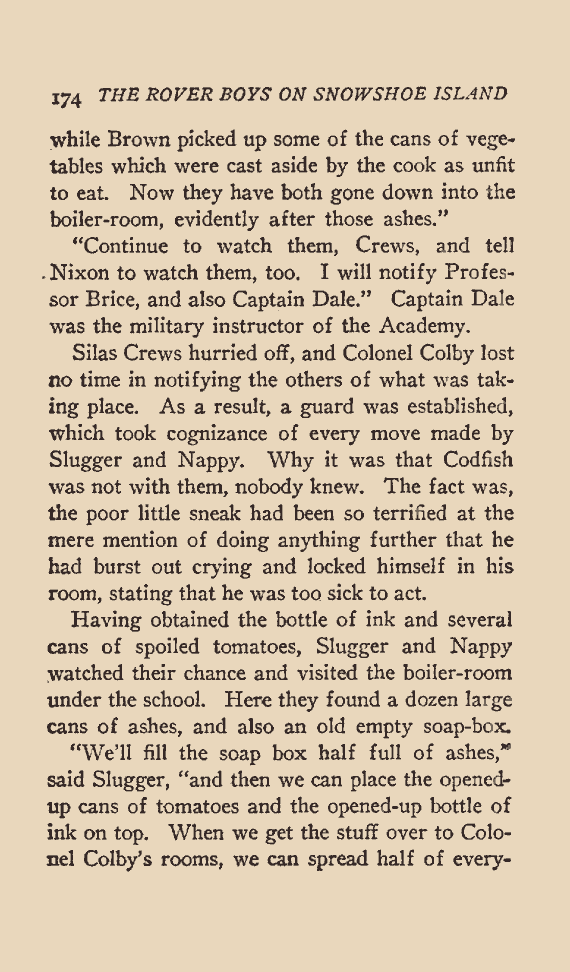 174 THE ROVER BOYS ON SNOWSHOE ISLAND
while Brown picked up some of the cans of vege-
tables which were cast aside by the cook as unfit
to eat. Now they have both gone down into the
boiler-room, evidently after those ashes.”
“Continue to watch them, Crews, and tell
Nixon to watch them, too. I will notify Profes-
sor Brice, and also Captain Dale.” Captain Dale
was the military instructor of the Academy.
Silas Crews hurried off, and Colonel Colby lost
no time in notifying the others of what was tak-
ing place. As a result, a guard was established,
which took cognizance of every move made by
Slugger and Nappy. Why it was that Codfish
was not with them, nobody knew. The fact was,
the poor little sneak had been so terrified at the
mere mention of doing anything further that he
had burst out crying and locked himself in his
room, stating that he was too sick to act.
Having obtained the bottle of ink and several
cans of spoiled tomatoes, Slugger and Nappy
watched their chance and visited the boiler-room
under the school. Here they found a dozen large
cans of ashes, and also an old empty soap-box.
“We’ll fill the soap box half full of ashes,”
said Slugger, “and then we can place the opened-
up cans of tomatoes and the opened-up bottle of
ink on top. When we get the stuff over to Colo-
nel Colby’s rooms, we can spread half of every-